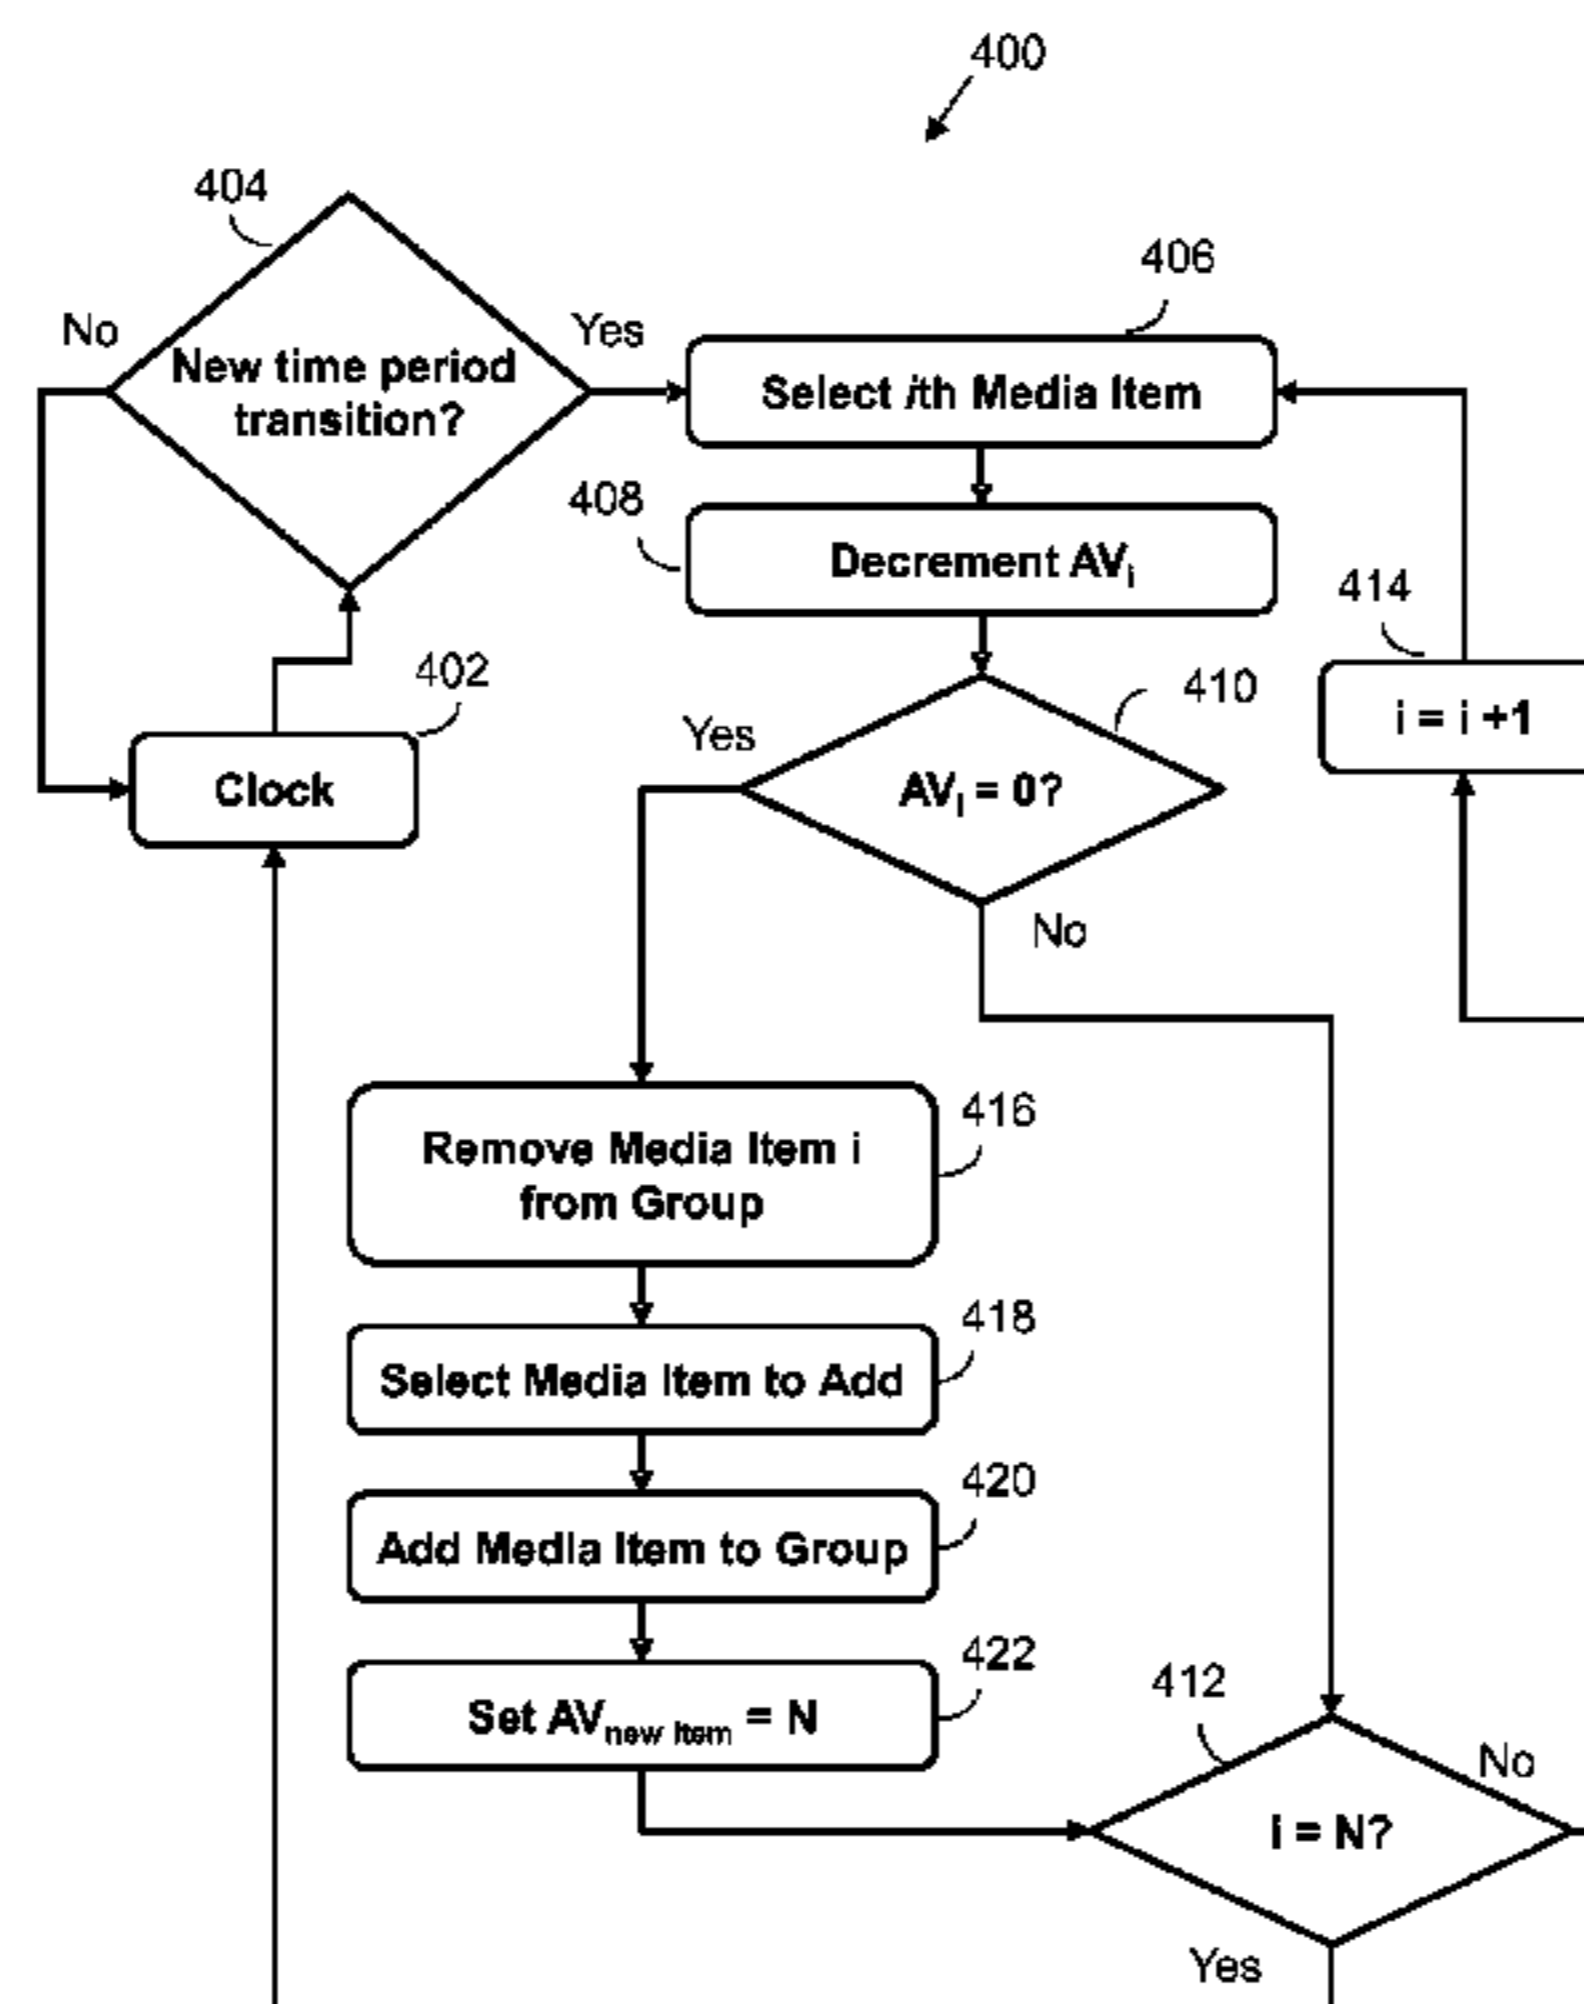 400
404
406
No
Yes
New time period
transition?
Select ith Media Item
408
Decrement AVi
414
402
410
i = i +1
Yes
Clock
AVi = 0?
No
416
Remove Media Item i
from Group
418
Select Media Item to Add
420
Add Media Item to Group
422
412
Set AVnew item = N
No
i = N?
Yes